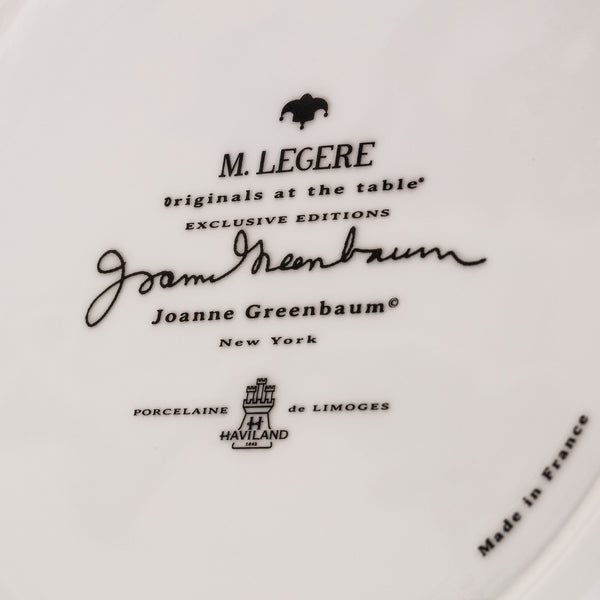 M. LEGERE
Originals at the table®
EXCLUSIVE EDITIONS
Joanne Greenbaum
Joanne Greenbaum©
New York
PORCELAINE de LIMOGES
H
HAVILAND
1842
Made in France